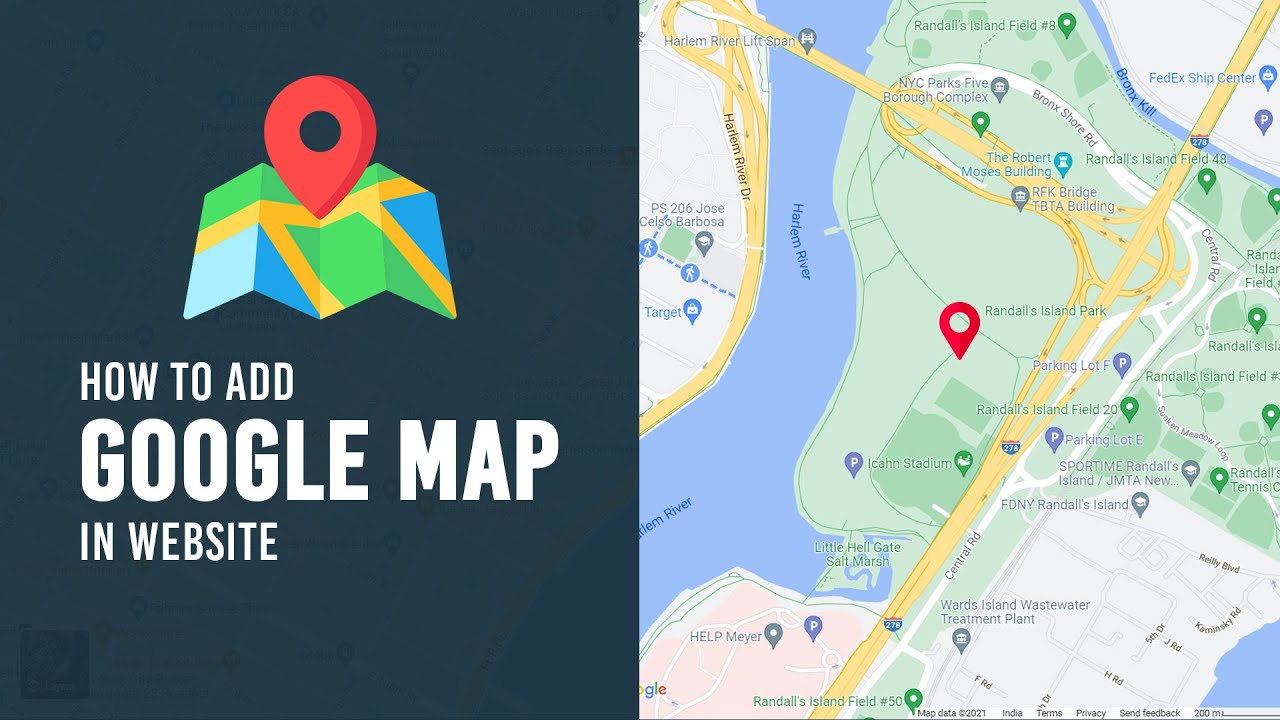 HOW TO ADD
GOOGLE MAP
IN WEBSITE
Harlem River Lift Span
Randall's Island Field #8
NYC Parks Five
Borough Complex
Bronx Shore Rd
Bronx Kill
FedEx Ship Center
278
The Robert
Moses Building
Randall's Island Field 48
RFK Bridge
TBTA Building
Harlem River Dr
PS 206 Jose
Celso Barbosa
Harlem River
Central Rd
Randa
Island
Field #
Target
Randall's Island Park
Randall's Isl
Parking Lot F
Randalls Island Field #
Randall's Island Field 20
Sunken Meadow Loop
278
Parking Lot E
Icahn Stadium
SPORTIME Randall's
Island / JMTA New...
Randall's
Tennis C
FDNY Randall's Island
Harlem River
Central Rd
Little Hell Gate
Salt Marsh
Reilly Blvd
Wards Island Wastewater
Treatment Plant
Kaminsky Rd
5th Dr
J Rd
278
HELP Meyer
H Rd
F Rd
5th Dr
gle
Randall's Island Field #50
Map data ©2021
India
Terms
Privacy
Send feedback
200 m